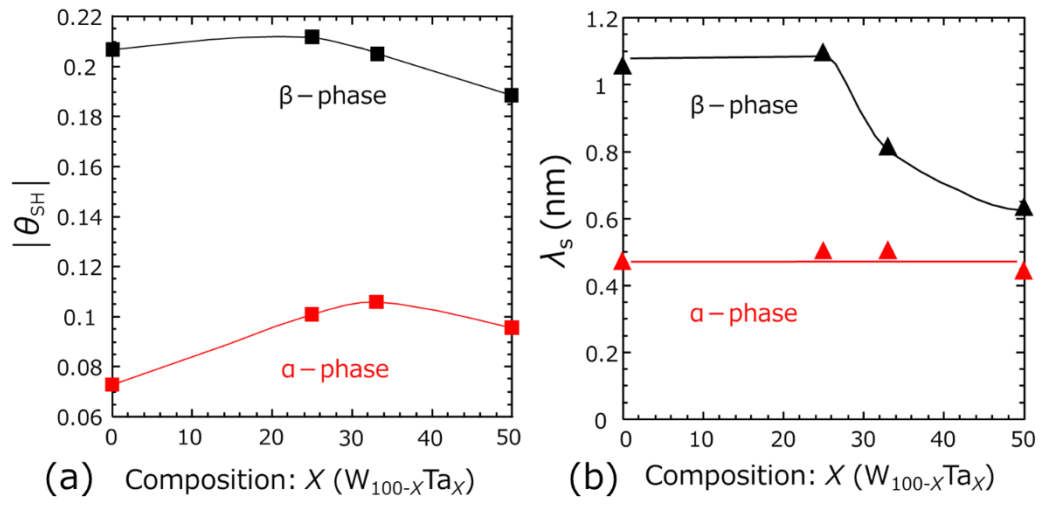 0.22
0.2
0.18
0.16
0.14
0.12
0.1
0.08
0.06
|θSH|
β－phase
α－phase
0 10 20 30 40 50
(a) Composition: X (W100-XTaX)
1.2
1
0.8
0.6
0.4
0.2
0
λs (nm)
β－phase
α－phase
0 10 20 30 40 50
(b) Composition: X (W100-XTaX)